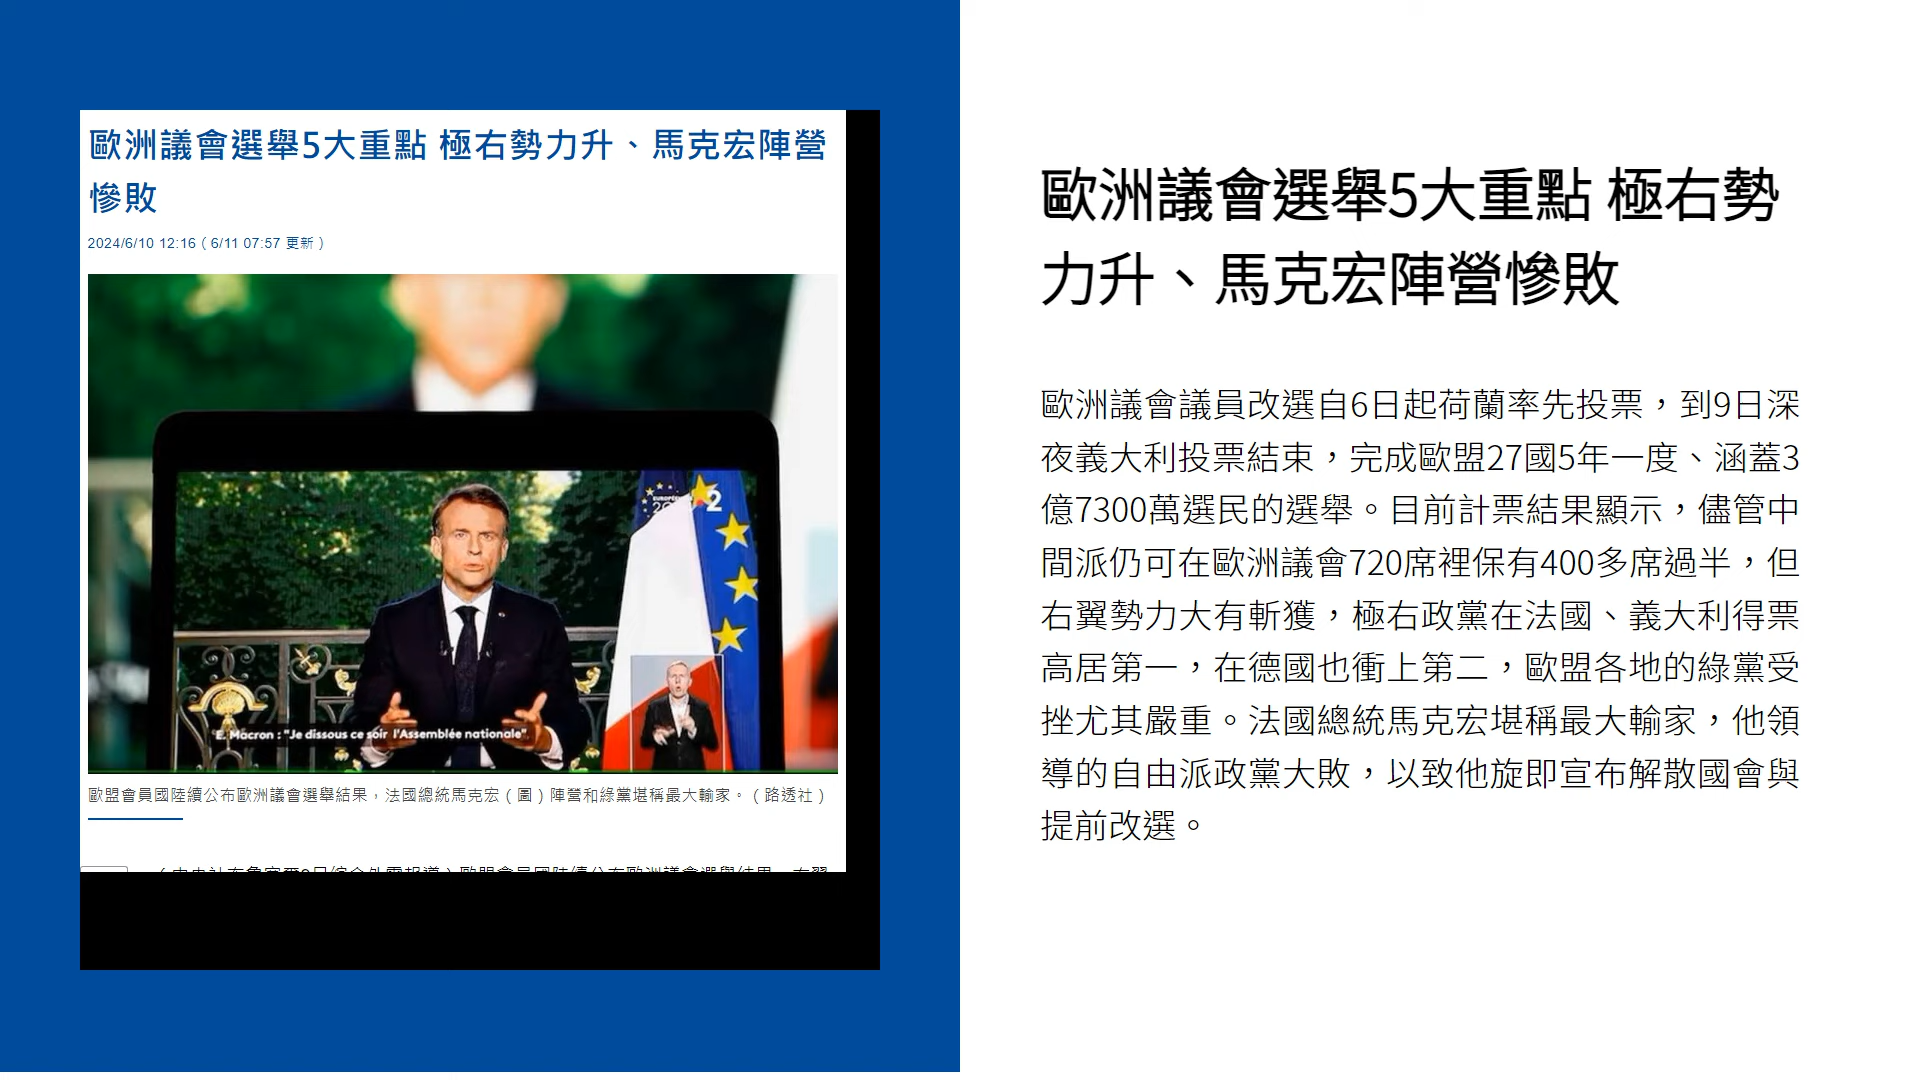 歐洲議會選舉5大重點 極右勢力升、馬克宏陣營
慘敗
2024/6/10 12:16（6/11 07:57 更新）
EUROPÉE
2
E. Macron : "Je dissous ce soir l'Assemblée nationale"
歐盟會員國陸續公布歐洲議會選舉結果，法國總統馬克宏（圖）陣營和綠黨堪稱最大輸家。（路透社）
歐洲議會選舉5大重點 極右勢
力升、馬克宏陣營慘敗
歐洲議會議員改選自6日起荷蘭率先投票，到9日深
夜義大利投票結束，完成歐盟27國5年一度、涵蓋3
億7300萬選民的選舉。目前計票結果顯示，儘管中
間派仍可在歐洲議會720席裡保有400多席過半，但
右翼勢力大有斬獲，極右政黨在法國、義大利得票
高居第一，在德國也衝上第二，歐盟各地的綠黨受
挫尤其嚴重。法國總統馬克宏堪稱最大輸家，他領
導的自由派政黨大敗，以致他旋即宣布解散國會與
提前改選。